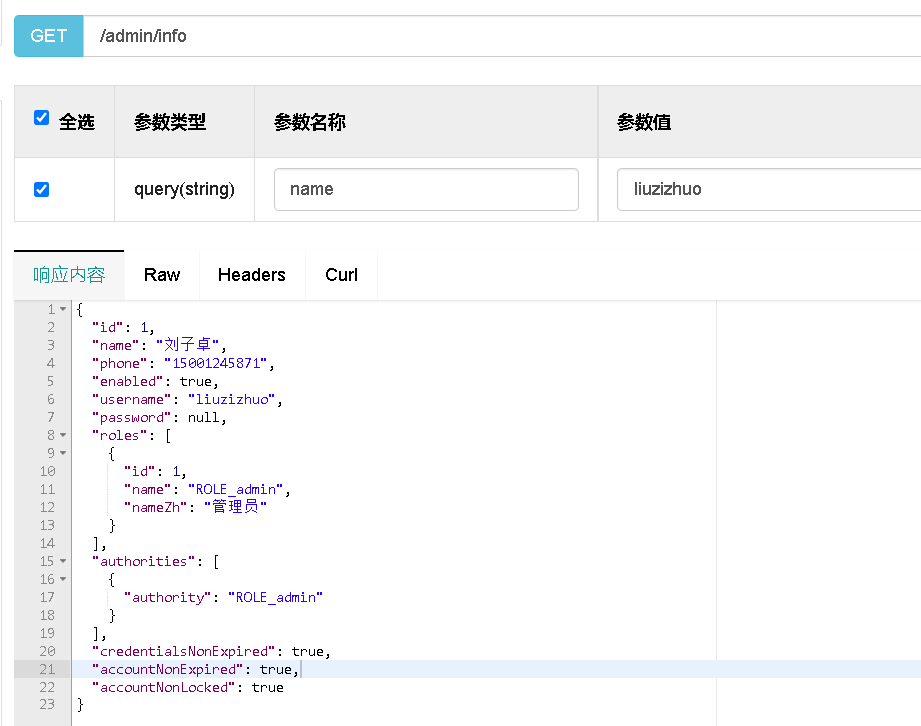 GET /admin/info
全选 参数类型 参数名称 参数值
query(string) name liuzizhuo
响应内容 Raw Headers Curl
1 {
2 "id": 1,
3 "name": "刘子卓",
4 "phone": "15001245871",
5 "enabled": true,
6 "username": "liuzizhuo",
7 "password": null,
8 "roles": [
9 {
10 "id": 1,
11 "name": "ROLE_admin",
12 "nameZh": "管理员"
13 }
14 ],
15 "authorities": [
16 {
17 "authority": "ROLE_admin"
18 }
19 ],
20 "credentialsNonExpired": true,
21 "accountNonExpired": true,
22 "accountNonLocked": true
23 }